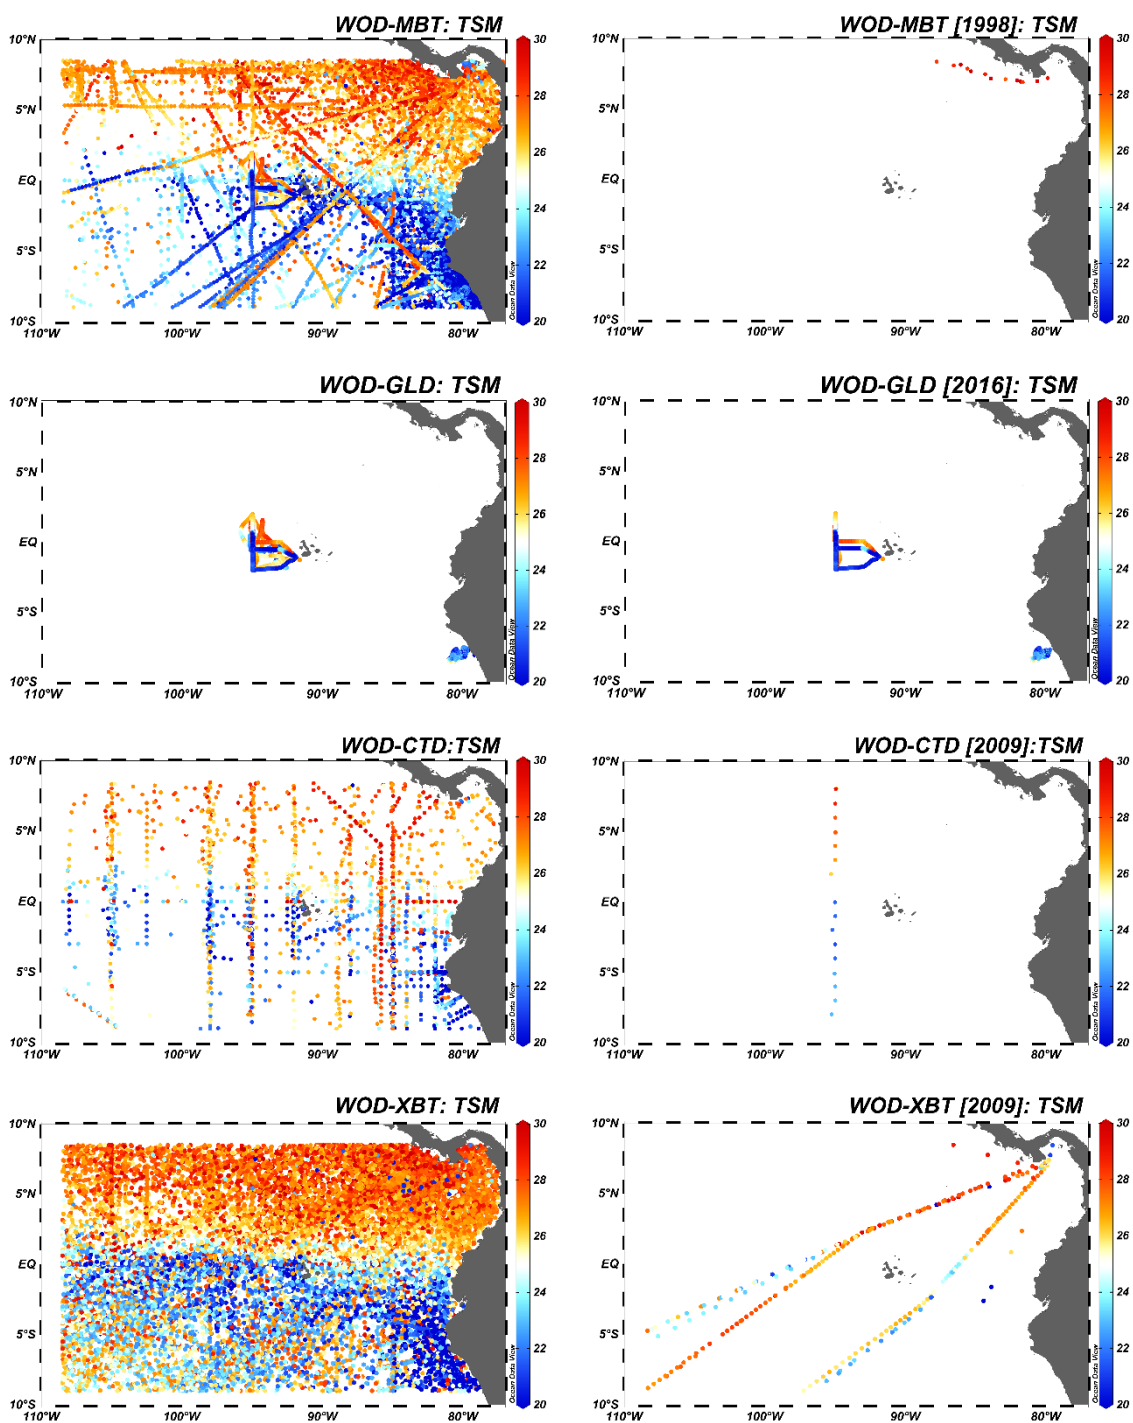 WOD-MBT: TSM
10°N
5°N
EQ
5°S
10°S
110°W
100°W
90°W
80°W
30
28
26
24
22
20
Ocean Data View
WOD-MBT [1998]: TSM
10°N
5°N
EQ
5°S
10°S
110°W
100°W
90°W
80°W
30
28
26
24
22
20
Ocean Data View
WOD-GLD: TSM
10°N
5°N
EQ
5°S
10°S
110°W
100°W
90°W
80°W
30
28
26
24
22
20
Ocean Data View
WOD-GLD [2016]: TSM
10°N
5°N
EQ
5°S
10°S
110°W
100°W
90°W
80°W
30
28
26
24
22
20
Ocean Data View
WOD-CTD:TSM
10°N
5°N
EQ
5°S
10°S
110°W
100°W
90°W
80°W
30
28
26
24
22
20
Ocean Data View
WOD-CTD [2009]:TSM
10°N
5°N
EQ
5°S
10°S
110°W
100°W
90°W
80°W
30
28
26
24
22
20
Ocean Data View
WOD-XBT: TSM
10°N
5°N
EQ
5°S
10°S
110°W
100°W
90°W
80°W
30
28
26
24
22
20
Ocean Data View
WOD-XBT [2009]: TSM
10°N
5°N
EQ
5°S
10°S
110°W
100°W
90°W
80°W
30
28
26
24
22
20
Ocean Data View